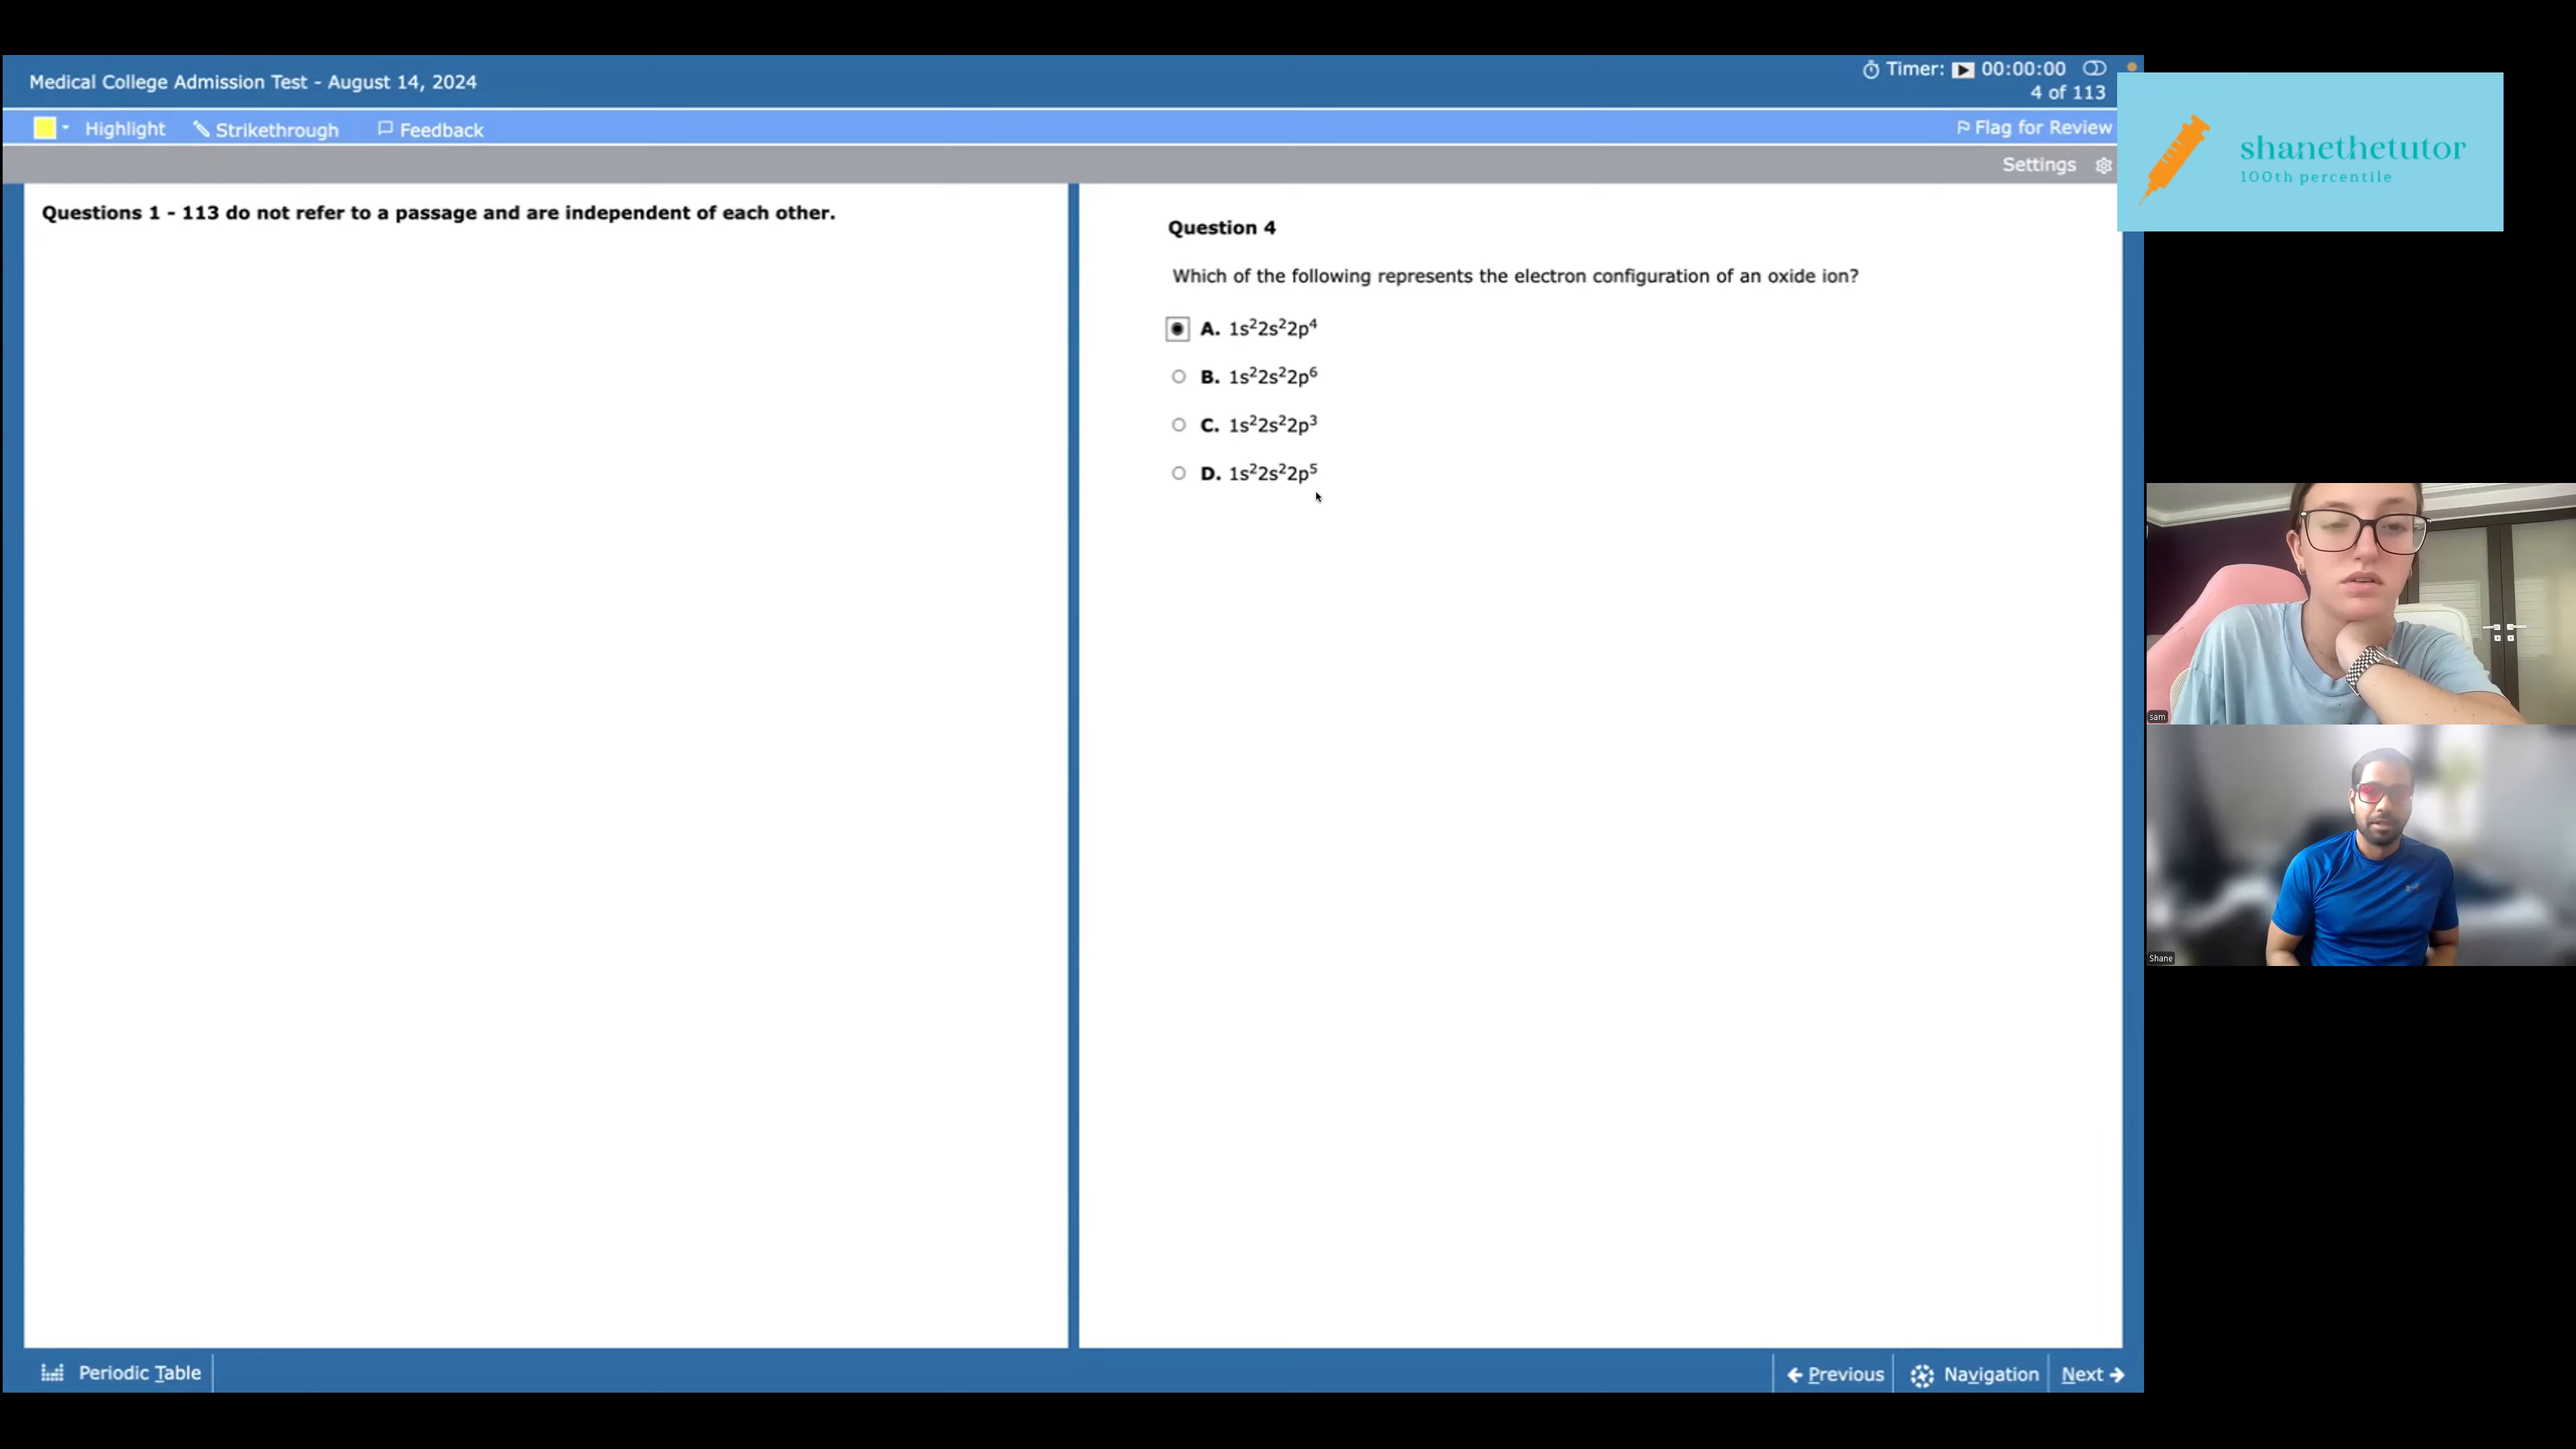 Medical College Admission Test - August 14, 2024
Timer: 00:00:00
4 of 113
Highlight Strikethrough Feedback
Flag for Review
Settings
shanethetutor
100th percentile
Questions 1 - 113 do not refer to a passage and are independent of each other.
Question 4
Which of the following represents the electron configuration of an oxide ion?
A. 1s²2s²2p⁴
B. 1s²2s²2p⁶
C. 1s²2s²2p³
D. 1s²2s²2p⁵
sam
Shane
Periodic Table
Previous Navigation Next